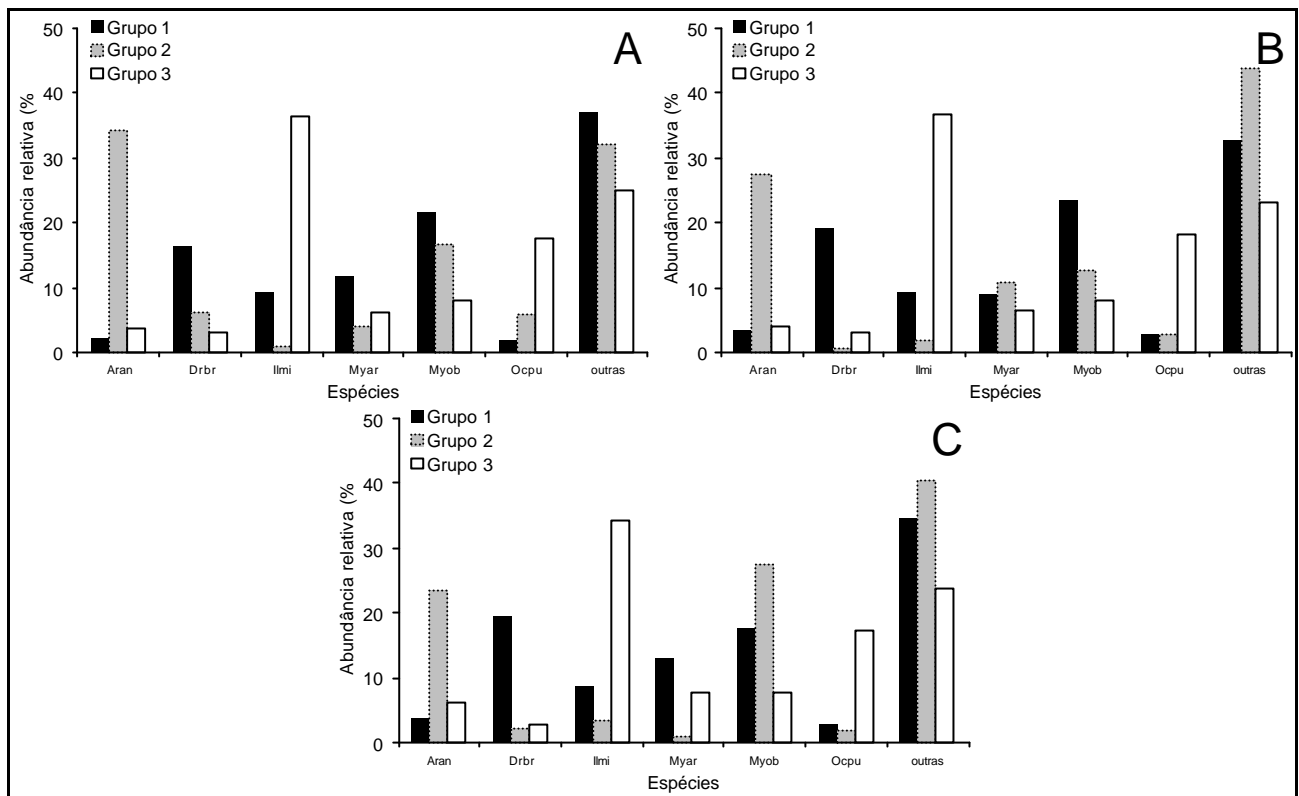 A
Grupo 1
Grupo 2
Grupo 3
Abundância relativa (%
50
40
30
20
10
0
Aran Drbr Ilmi Myar Myob Ocpu outras
Espécies
B
Grupo 1
Grupo 2
Grupo 3
Abundância relativa (%
50
40
30
20
10
0
Aran Drbr Ilmi Myar Myob Ocpu outras
Espécies
C
Grupo 1
Grupo 2
Grupo 3
Abundância relativa (%
50
40
30
20
10
0
Aran Drbr Ilmi Myar Myob Ocpu outras
Espécies